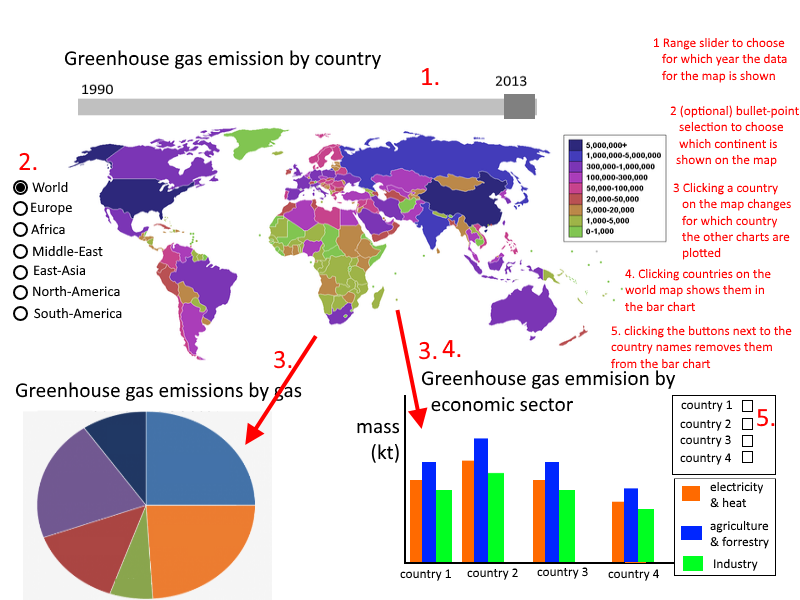 Greenhouse gas emission by country
1.
1990
2013
1 Range slider to choose
for which year the data
for the map is shown
2 (optional) bullet-point
selection to choose
which continent is
shown on the map
3 Clicking a country
on the map changes
for which country
the other charts are
plotted
4. Clicking countries on the
world map shows them in
the bar chart
5. clicking the buttons next to the
country names removes them
from the bar chart
2.
World
Europe
Africa
Middle-East
East-Asia
North-America
South-America
5,000,000+
1,000,000-5,000,000
300,000-1,000,000
100,000-300,000
50,000-100,000
20,000-50,000
5,000-20,000
1,000-5,000
0-1,000
3.
3. 4.
Greenhouse gas emissions by gas
Greenhouse gas emmision by
economic sector
mass
(kt)
country 1
country 2
country 3
country 4
5.
electricity
& heat
agriculture
& forrestry
Industry
country 1
country 2
country 3
country 4